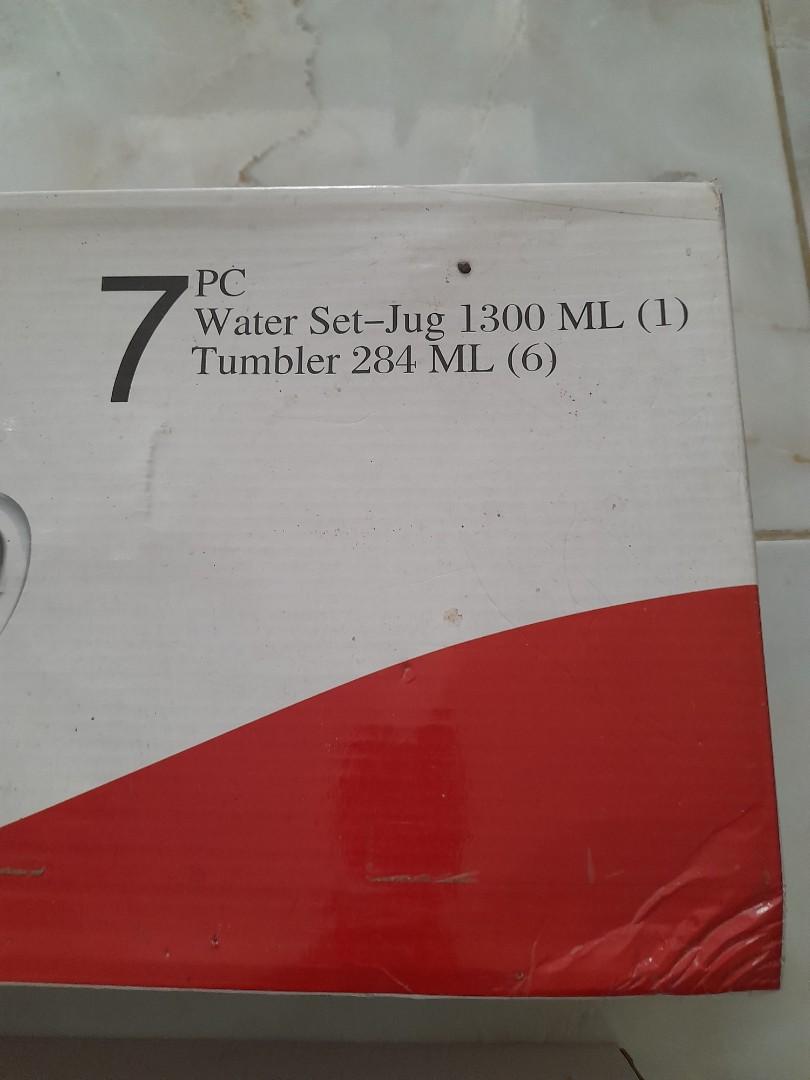 7 PC
Water Set-Jug 1300 ML (1)
Tumbler 284 ML (6)